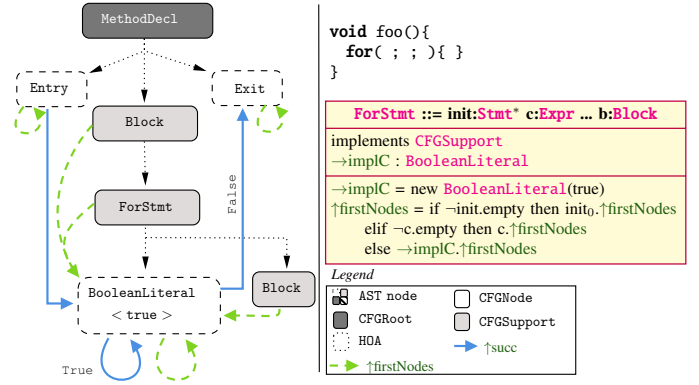 MethodDecl
Entry
Exit
Block
ForStmt
False
BooleanLiteral
< true >
Block
True
void foo(){
for( ; ; ){ }
}
ForStmt ::= init:Stmt* c:Expr ... b:Block
implements CFGSupport
→implC : BooleanLiteral
→implC = new BooleanLiteral(true)
↑firstNodes = if ¬init.empty then init₀.↑firstNodes
elif ¬c.empty then c.↑firstNodes
else →implC.↑firstNodes
Legend
AST node
CFGNode
CFGRoot
CFGSupport
HOA
↑succ
↑firstNodes